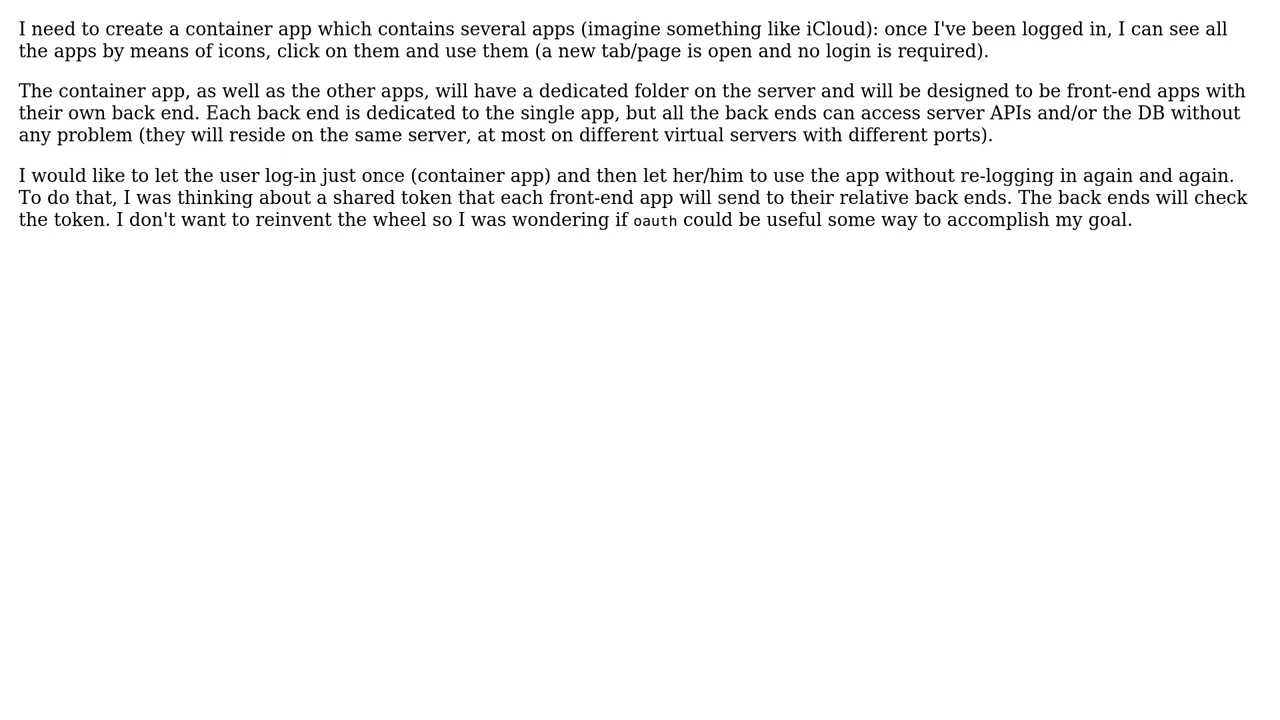 I need to create a container app which contains several apps (imagine something like iCloud): once I've been logged in, I can see all
the apps by means of icons, click on them and use them (a new tab/page is open and no login is required).
The container app, as well as the other apps, will have a dedicated folder on the server and will be designed to be front-end apps with
their own back end. Each back end is dedicated to the single app, but all the back ends can access server APIs and/or the DB without
any problem (they will reside on the same server, at most on different virtual servers with different ports).
I would like to let the user log-in just once (container app) and then let her/him to use the app without re-logging in again and again.
To do that, I was thinking about a shared token that each front-end app will send to their relative back ends. The back ends will check
the token. I don't want to reinvent the wheel so I was wondering if oauth could be useful some way to accomplish my goal.